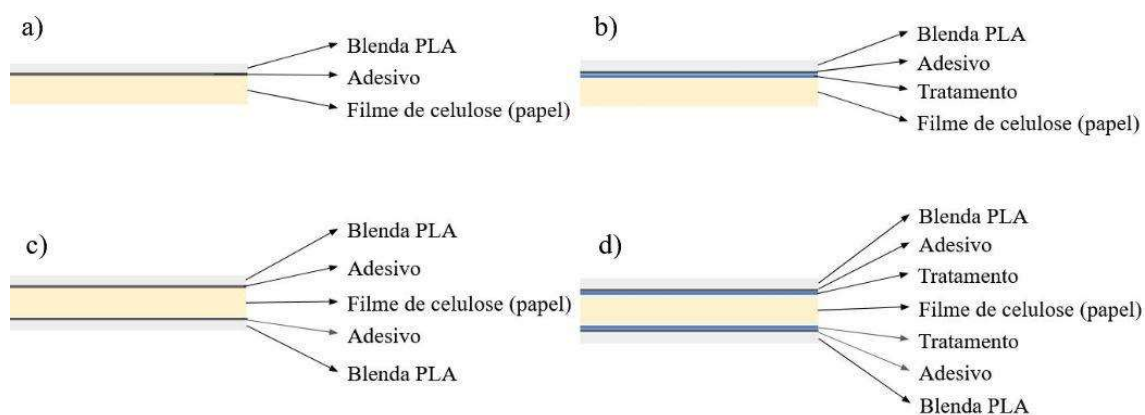 a)
Blenda PLA
Adesivo
Filme de celulose (papel)
b)
Blenda PLA
Adesivo
Tratamento
Filme de celulose (papel)
c)
Blenda PLA
Adesivo
Filme de celulose (papel)
Adesivo
Blenda PLA
d)
Blenda PLA
Adesivo
Tratamento
Filme de celulose (papel)
Tratamento
Adesivo
Blenda PLA